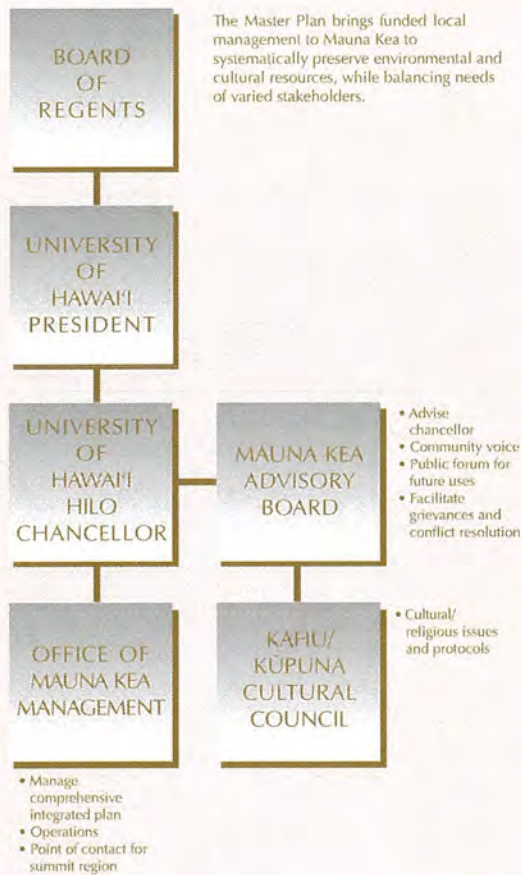 The Master Plan brings funded local
management to Mauna Kea to
systematically preserve environmental and
cultural resources, while balancing needs
of varied stakeholders.
BOARD
OF
REGENTS
UNIVERSITY
OF
HAWAI'I
PRESIDENT
UNIVERSITY
OF
HAWAI'I
HILO
CHANCELLOR
MAUNA KEA
ADVISORY
BOARD
• Advise
chancellor
• Community voice
• Public forum for
future uses
• Facilitate
grievances and
conflict resolution
OFFICE OF
MAUNA KEA
MANAGEMENT
KAHU/
KŪPUNA
CULTURAL
COUNCIL
• Cultural/
religious issues
and protocols
• Manage
comprehensive
integrated plan
• Operations
• Point of contact for
summit region